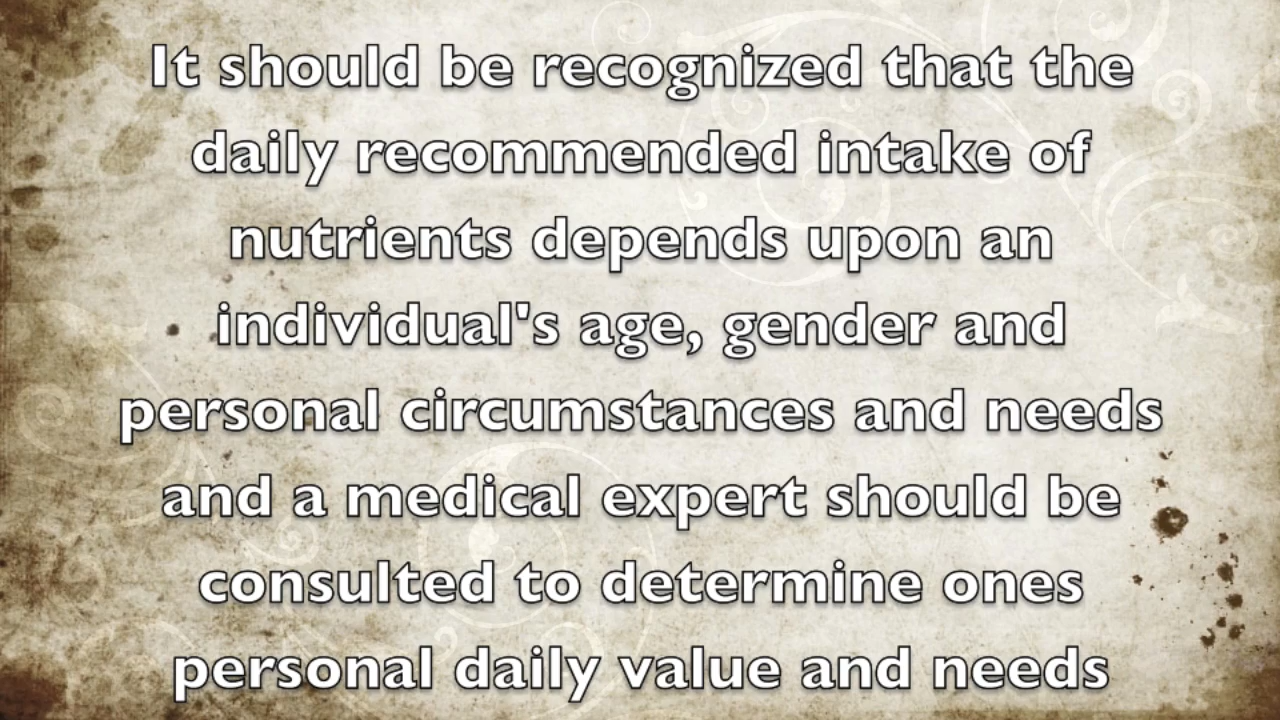 It should be recognized that the
daily recommended intake of
nutrients depends upon an
individual's age, gender and
personal circumstances and needs
and a medical expert should be
consulted to determine ones
personal daily value and needs